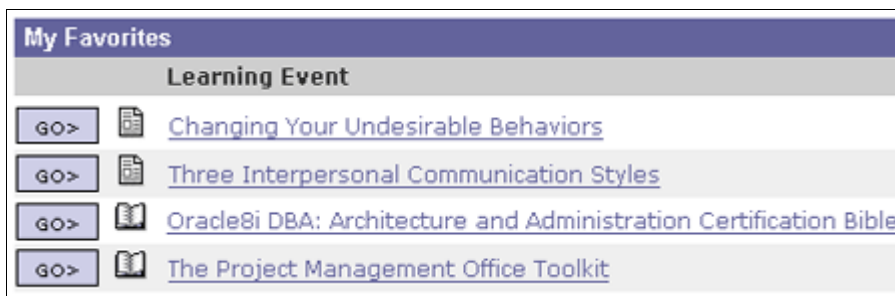 My Favorites
Learning Event
GO> Changing Your Undesirable Behaviors
GO> Three Interpersonal Communication Styles
GO> Oracle8i DBA: Architecture and Administration Certification Bible
GO> The Project Management Office Toolkit